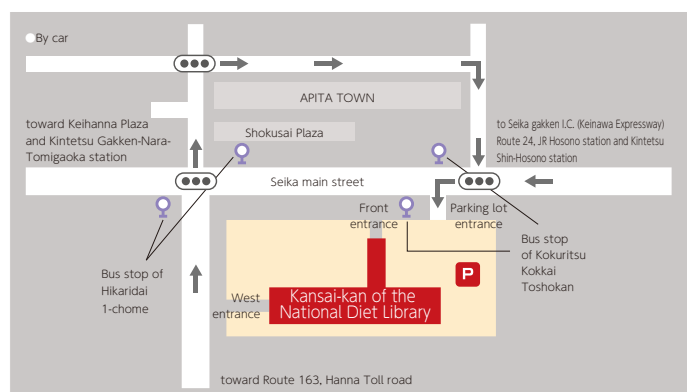 By car
APITA TOWN
toward Keihanna Plaza
and Kintetsu Gakken-Nara-
Tomigaoka station
Shokusai Plaza
to Seika gakken I.C. (Keinawa Expressway)
Route 24, JR Hosono station and Kintetsu
Shin-Hosono station
Seika main street
Front
entrance
Parking lot
entrance
Bus stop of
Hikaridai
1-chome
Bus stop
of Kokuritsu
Kokkai
Toshokan
P
West
entrance
Kansai-kan of the
National Diet Library
toward Route 163, Hanna Toll road